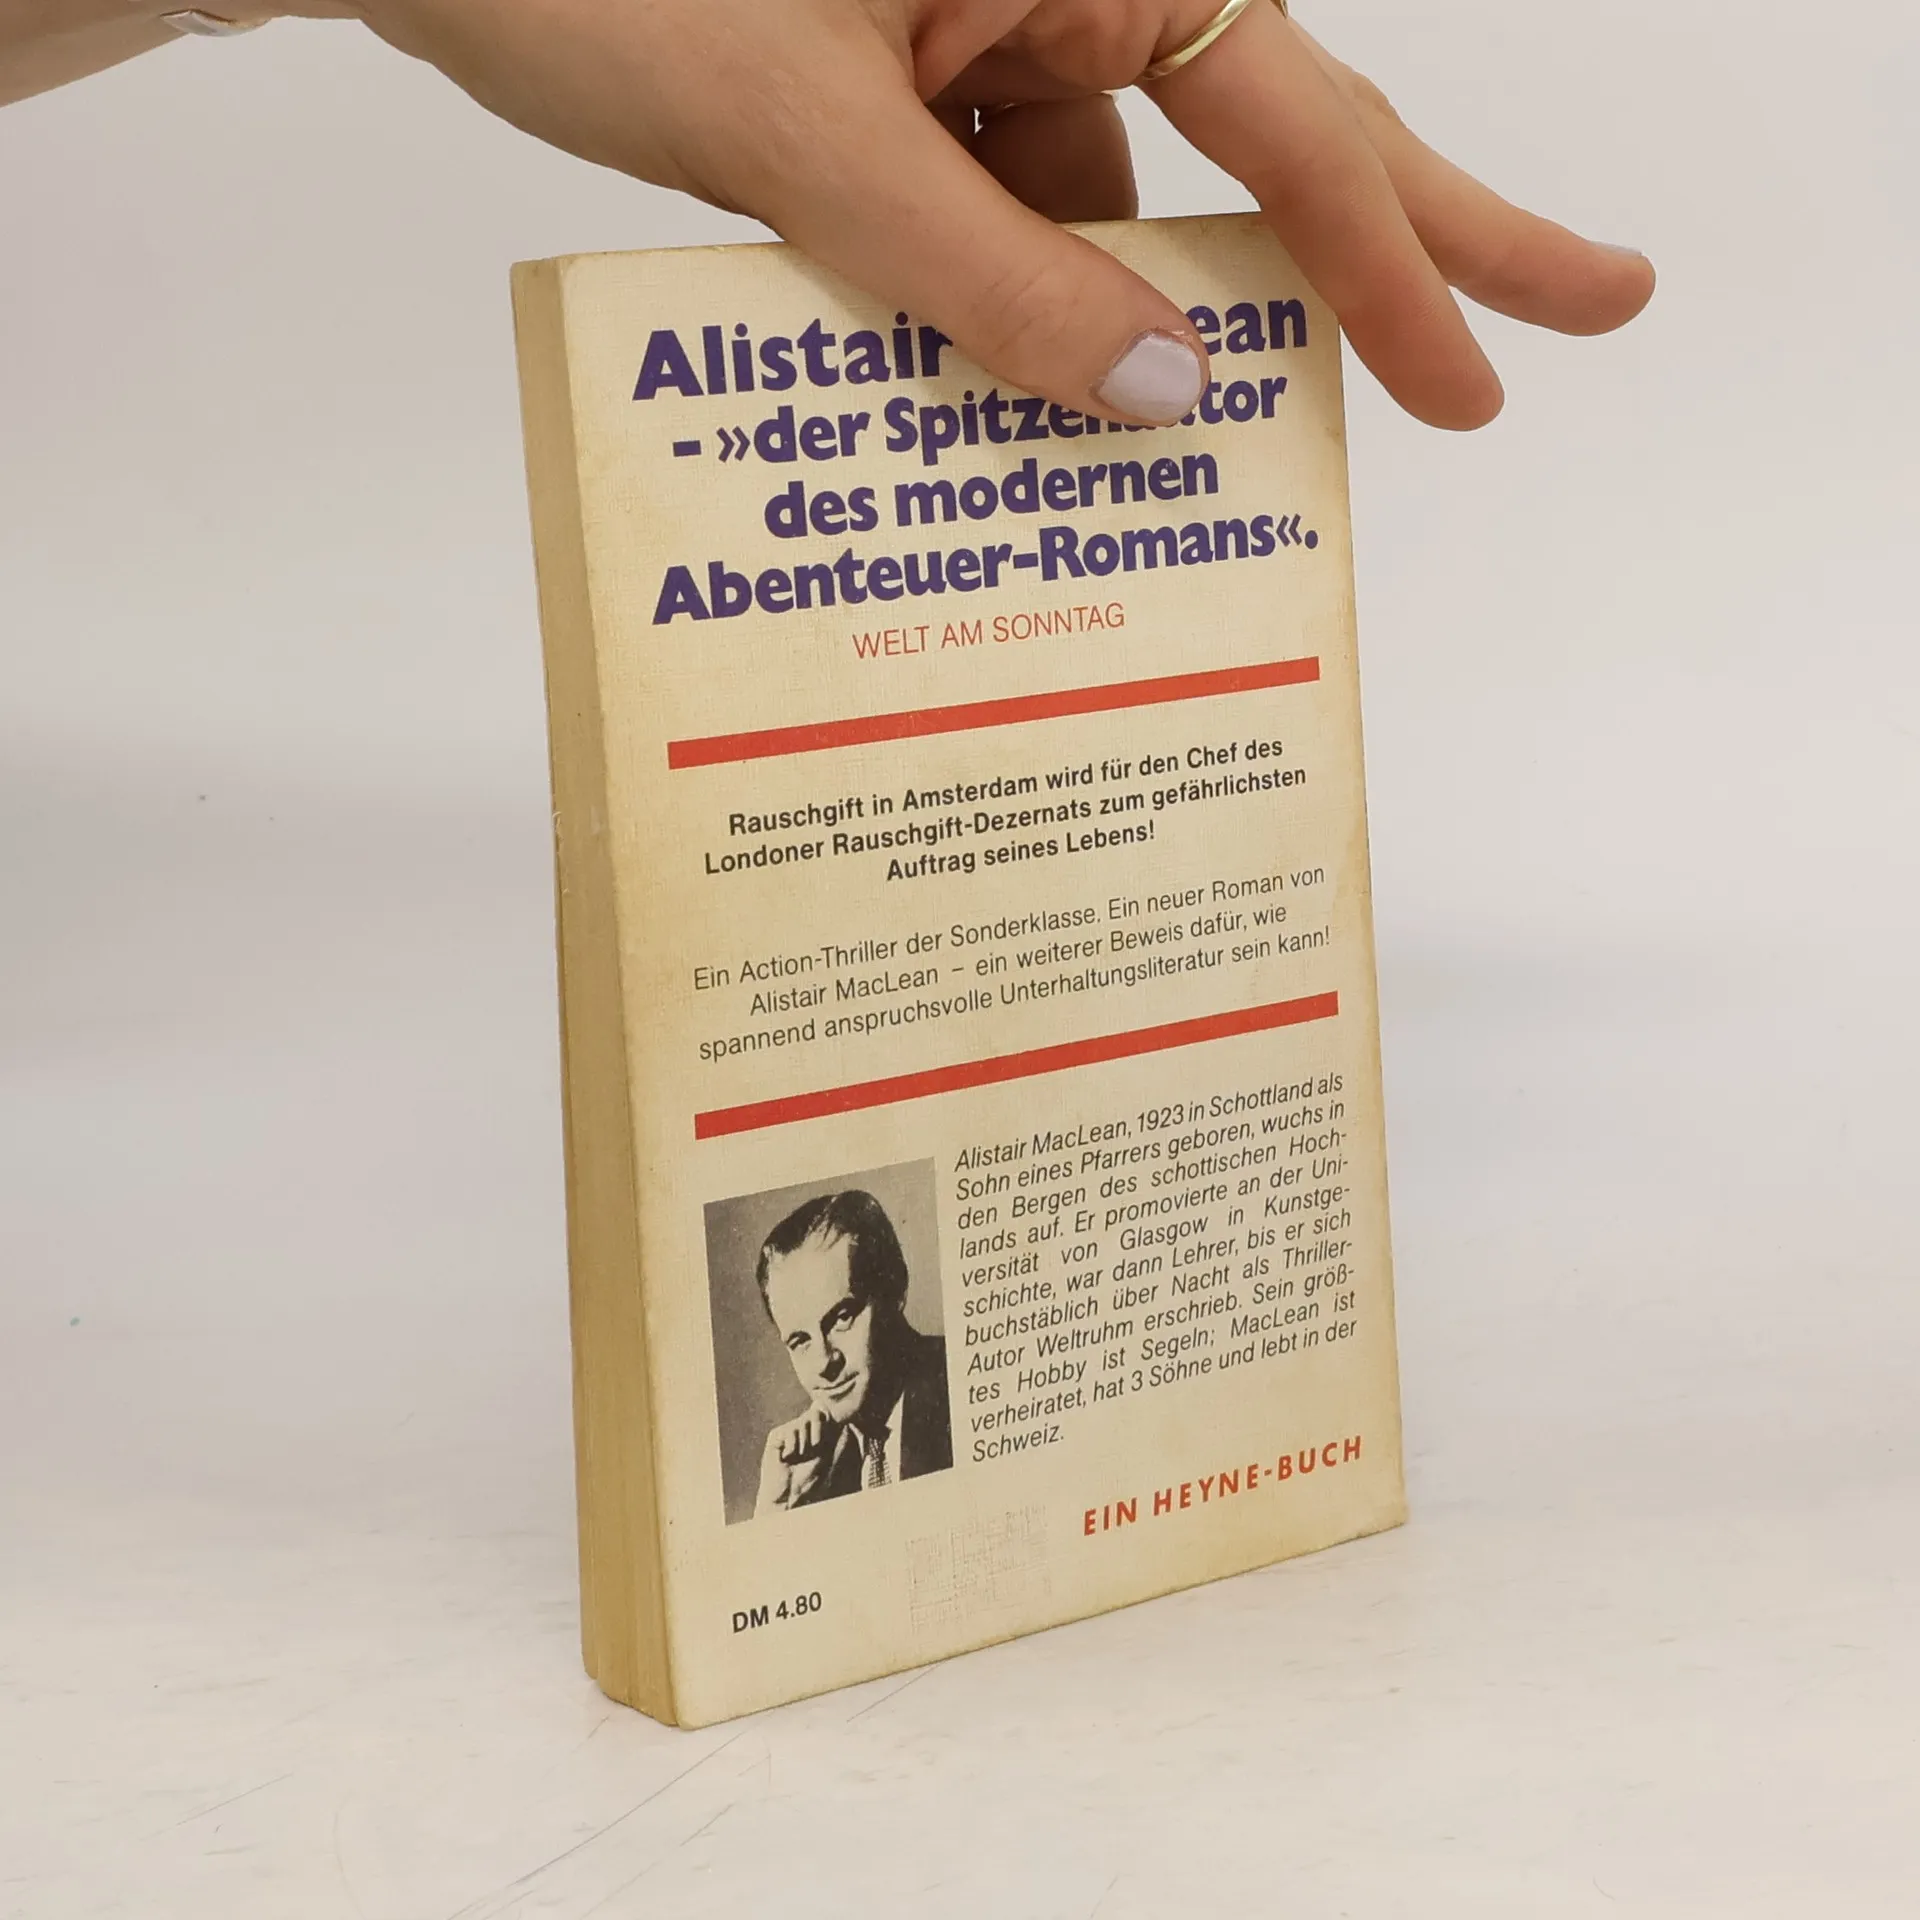 Alistair
- »der
des modernen
Abenteuer-Romans«.
WELT AM SONNTAG
Rauschgift in Amsterdam wird für den Chef des
Londoner Rauschgift-Dezernats zum gefährlichsten
Auftrag seines Lebens!
Ein Action-Thriller der Sonderklasse. Ein neuer Roman von
Alistair MacLean – ein weiterer Beweis dafür, wie
spannend anspruchsvolle Unterhaltungsliteratur sein kann!
Alistair MacLean, 1923 in Schottland als
Sohn eines Pfarrers geboren, wuchs in
den Bergen des schottischen Hoch-
lands auf. Er promovierte an der Uni-
versität von Glasgow in Kunstge-
schichte, war dann Lehrer, bis er sich
buchstäblich über Nacht als Thriller-
Autor Weltruhm erschrieb. Sein größ-
tes Hobby ist Segeln; MacLean ist
verheiratet, hat 3 Söhne und lebt in der
Schweiz.
EIN HEYNE-BUCH
DM 4.80